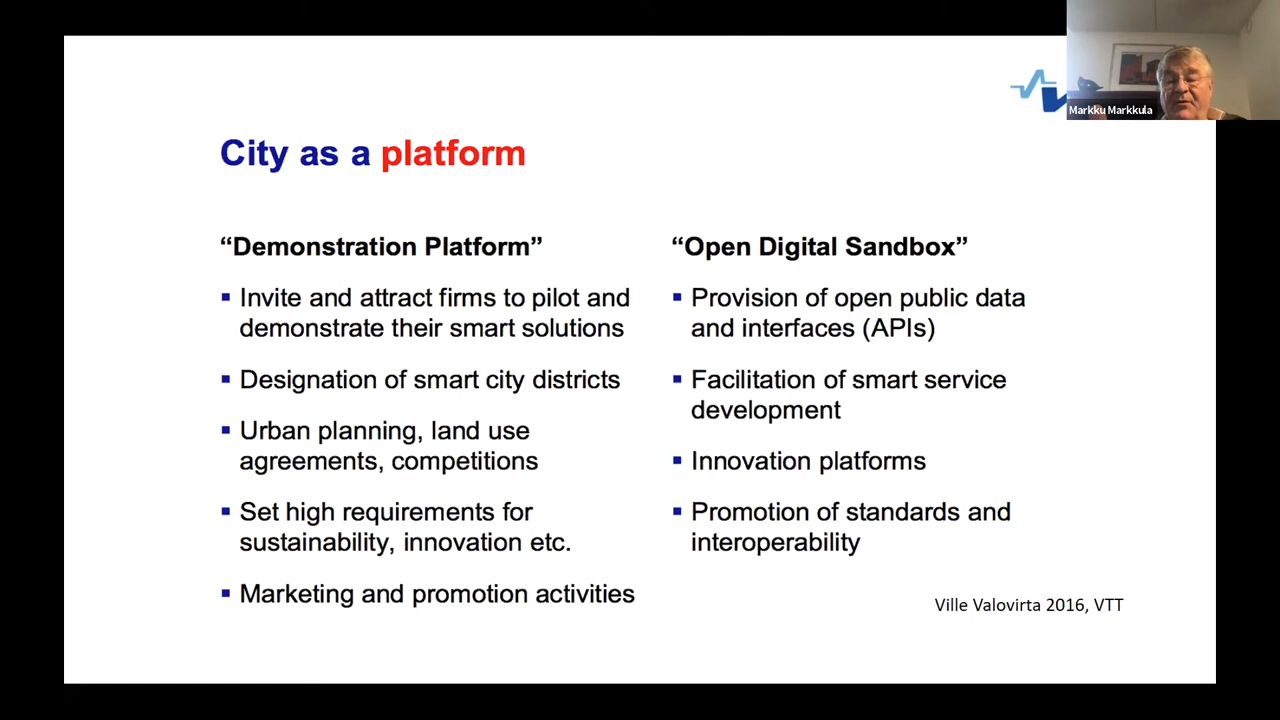 Markku Markkula
City as a platform
“Demonstration Platform”
▪ Invite and attract firms to pilot and
demonstrate their smart solutions
▪ Designation of smart city districts
▪ Urban planning, land use
agreements, competitions
▪ Set high requirements for
sustainability, innovation etc.
▪ Marketing and promotion activities
“Open Digital Sandbox”
▪ Provision of open public data
and interfaces (APIs)
▪ Facilitation of smart service
development
▪ Innovation platforms
▪ Promotion of standards and
interoperability
Ville Valovirta 2016, VTT